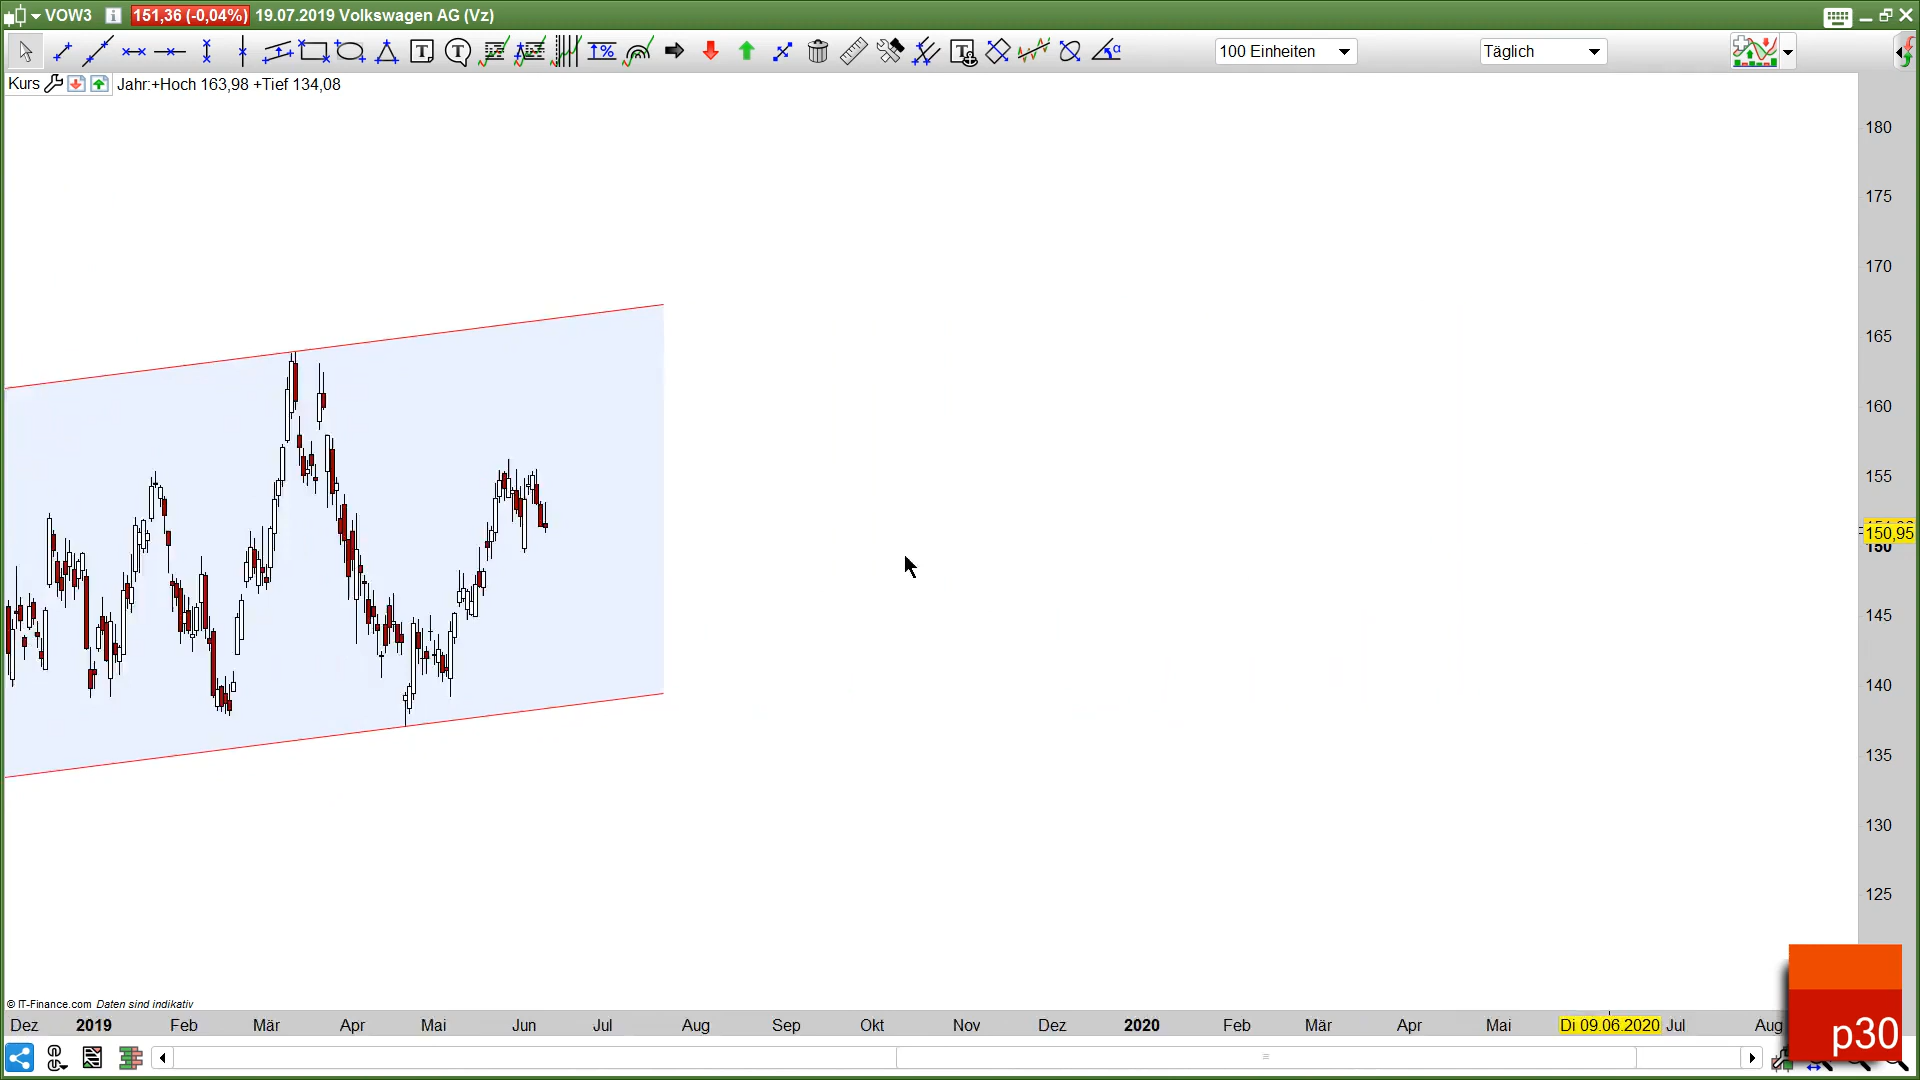 VOW3 151,36 (-0,04%) 19.07.2019 Volkswagen AG (Vz)
100 Einheiten Täglich
Kurs Jahr:+Hoch 163,98 +Tief 134,08
180
175
170
165
160
155
150,95
150
145
140
135
130
125
© IT-Finance.com Daten sind indikativ
Dez 2019 Feb Mär Apr Mai Jun Jul Aug Sep Okt Nov Dez 2020 Feb Mär Apr Mai Di 09.06.2020 Jul Aug
p30